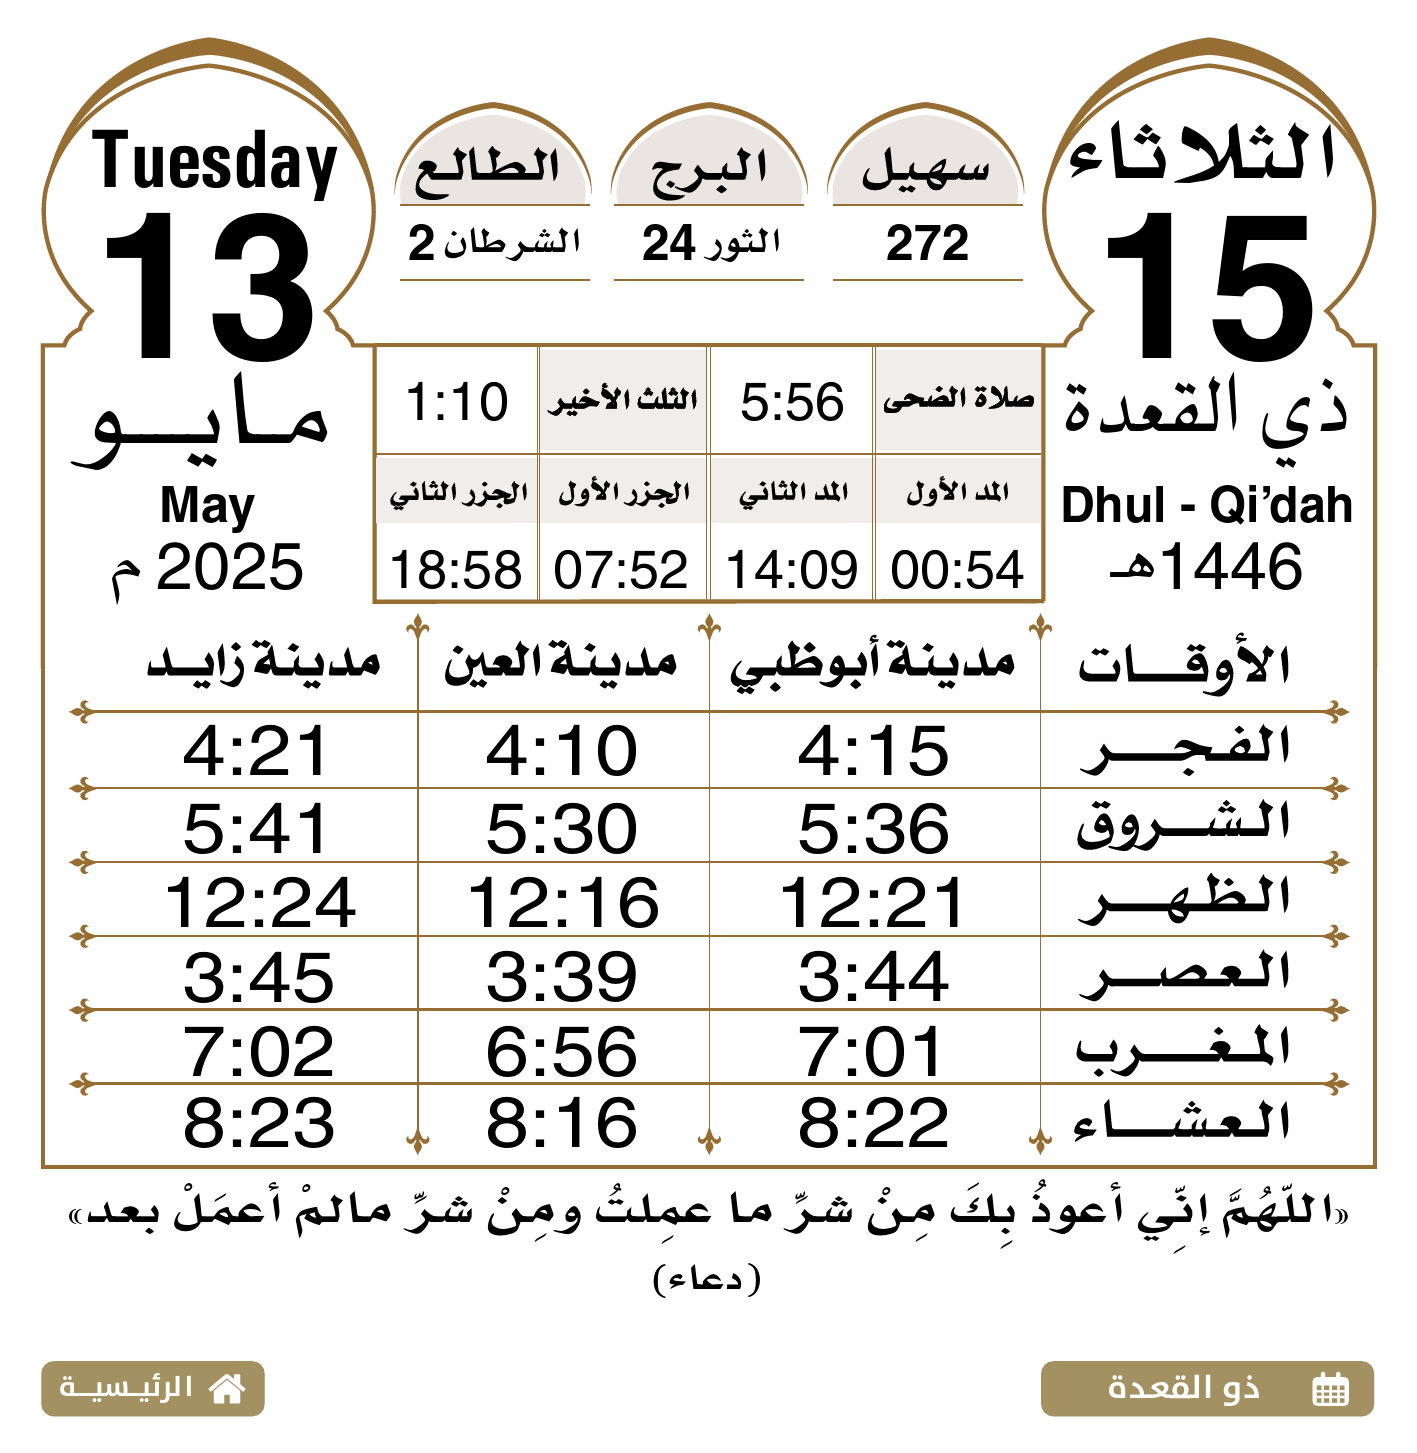 الثلاثاء
15
ذي القعدة
Dhul - Qi’dah
1446هـ
سهيل
272
البرج
الثور 24
الطالع
الشرطان 2
Tuesday
13
مايو
May
2025 م
صلاة الضحى 5:56 الثلث الأخير 1:10
المد الأول المد الثاني الجزر الأول الجزر الثاني
00:54 14:09 07:52 18:58
الأوقات مدينة أبوظبي مدينة العين مدينة زايد
الفجر 4:15 4:10 4:21
الشروق 5:36 5:30 5:41
الظهر 12:21 12:16 12:24
العصر 3:44 3:39 3:45
المغرب 7:01 6:56 7:02
العشاء 8:22 8:16 8:23
«اللّهُمَّ إنِّي أعوذُ بِكَ مِنْ شرِّ ما عمِلتُ ومِنْ شرِّ مالمْ أعمَلْ بعد»
(دعاء)
ذو القعدة
الرئيسية